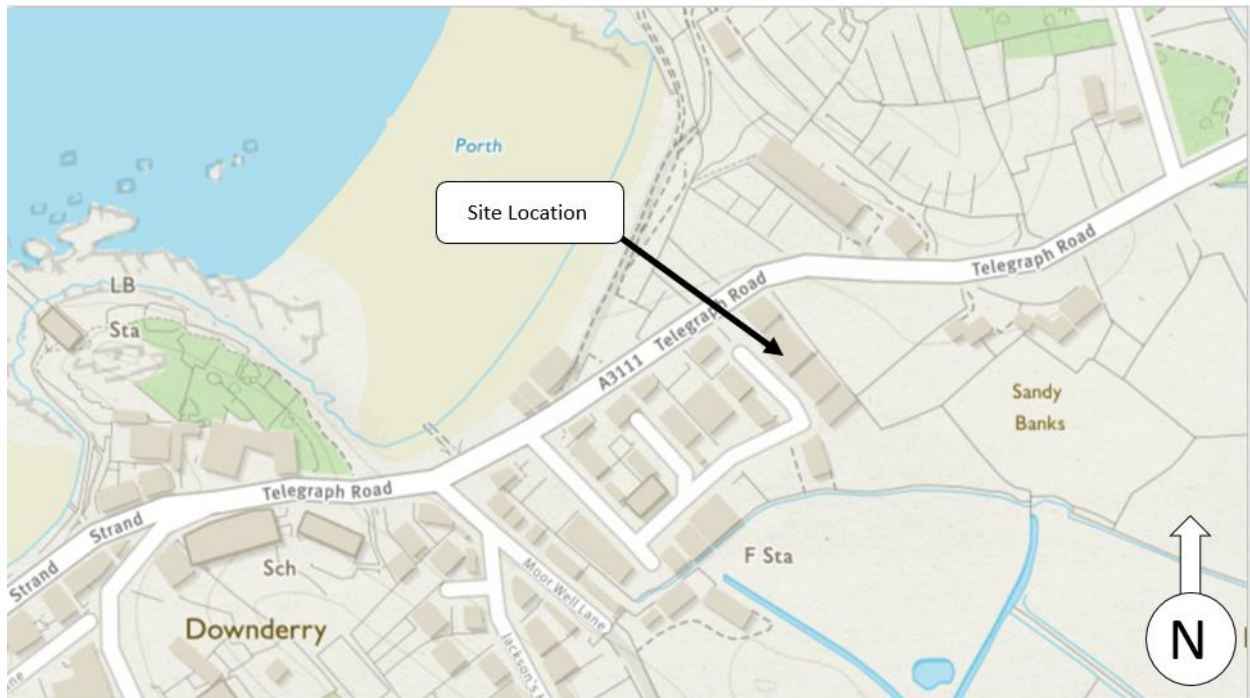 Porth
Site Location
LB
Sta
Telegraph Road
A3111 Telegraph Road
Sandy
Banks
Telegraph Road
Strand
Strand
Sch
F Sta
Moor Well Lane
Downderry
N